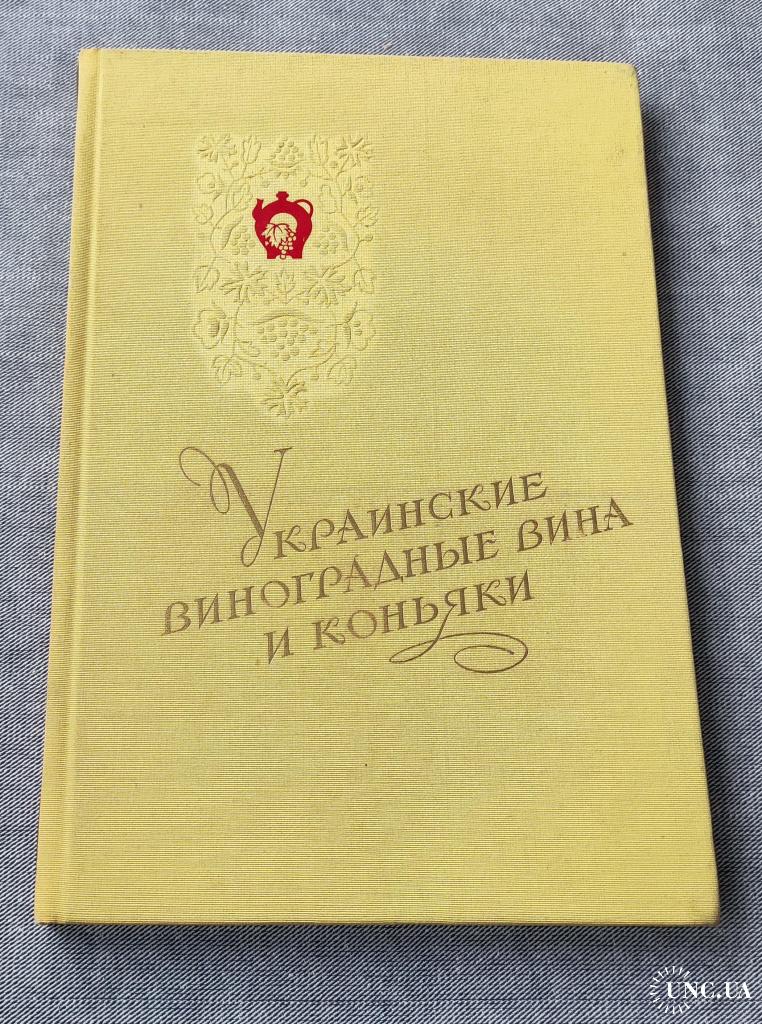 Украинские
виноградные вина
и коньяки
UNC.UA